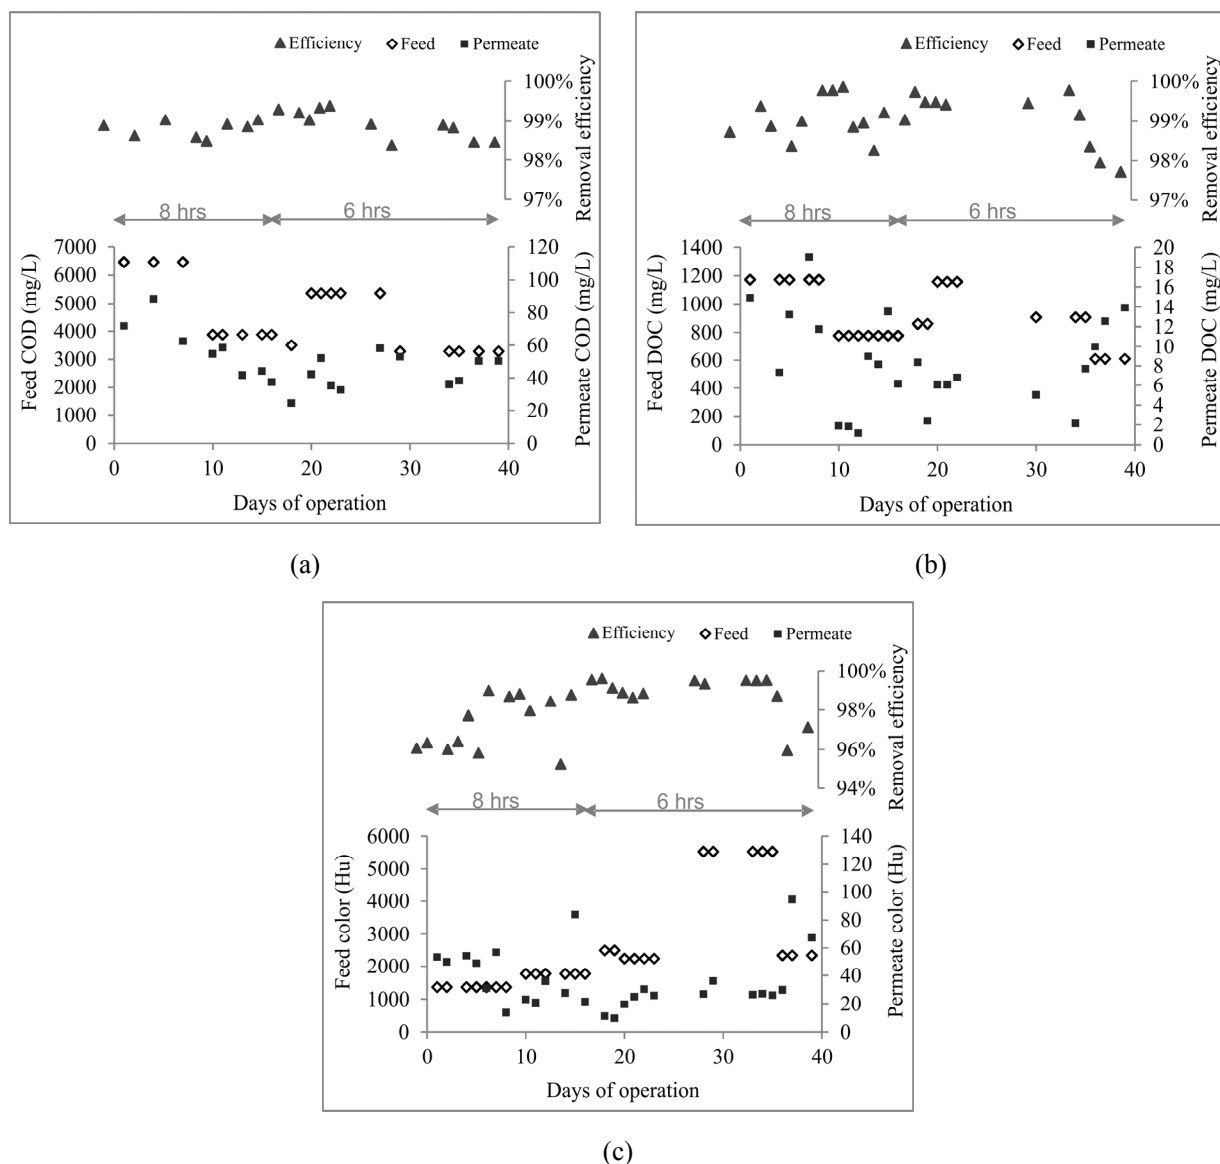 Efficiency Feed Permeate
100%
99%
98%
97%
Removal efficiency
8 hrs 6 hrs
7000
6000
5000
4000
3000
2000
1000
0
Feed COD (mg/L)
120
100
80
60
40
20
0
Permeate COD (mg/L)
0 10 20 30 40
Days of operation
(a)
Efficiency Feed Permeate
100%
99%
98%
97%
Removal efficiency
8 hrs 6 hrs
1400
1200
1000
800
600
400
200
0
Feed DOC (mg/L)
20
18
16
14
12
10
8
6
4
2
0
Permeate DOC (mg/L)
0 10 20 30 40
Days of operation
(b)
Efficiency Feed Permeate
100%
98%
96%
94%
Removal efficiency
8 hrs 6 hrs
6000
5000
4000
3000
2000
1000
0
Feed color (Hu)
140
120
100
80
60
40
20
0
Permeate color (Hu)
0 10 20 30 40
Days of operation
(c)